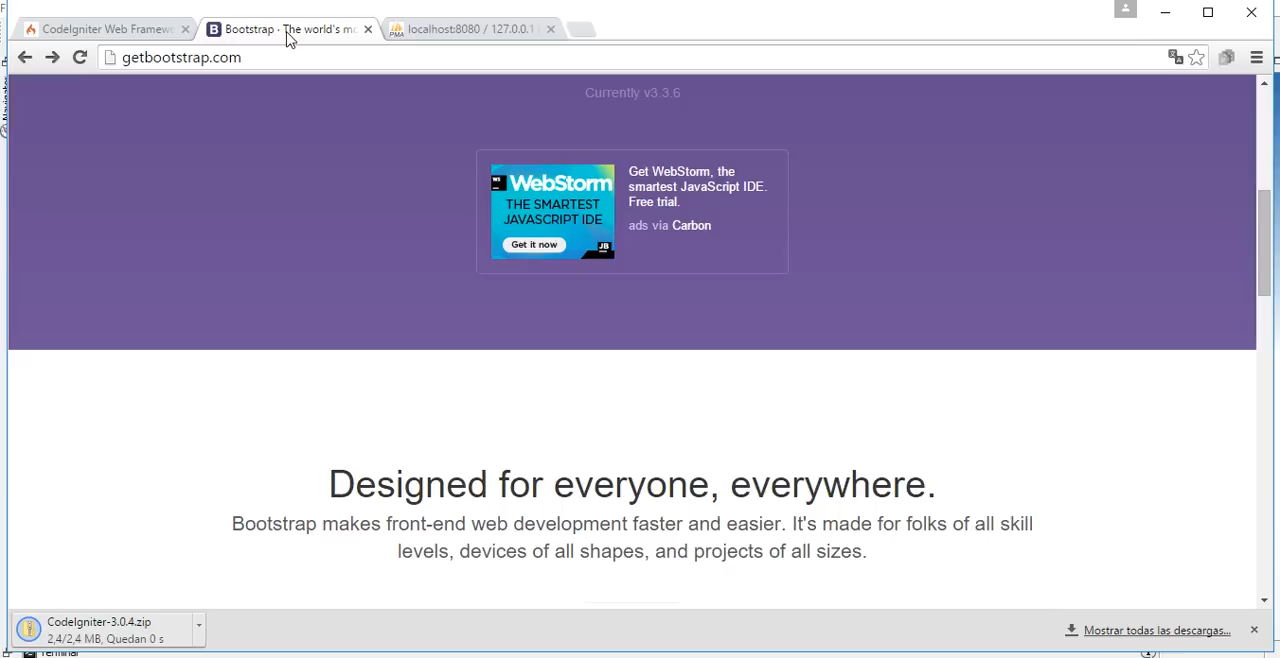 CodeIgniter Web Framew
Bootstrap · The world's mo
localhost:8080 / 127.0.0.1
getbootstrap.com
Currently v3.3.6
WS
WebStorm
THE SMARTEST
JAVASCRIPT IDE
Get it now
JB
Get WebStorm, the
smartest JavaScript IDE.
Free trial.
ads via Carbon
Designed for everyone, everywhere.
Bootstrap makes front-end web development faster and easier. It's made for folks of all skill
levels, devices of all shapes, and projects of all sizes.
CodeIgniter-3.0.4.zip
2,4/2,4 MB, Quedan 0 s
Mostrar todas las descargas...
Terminal